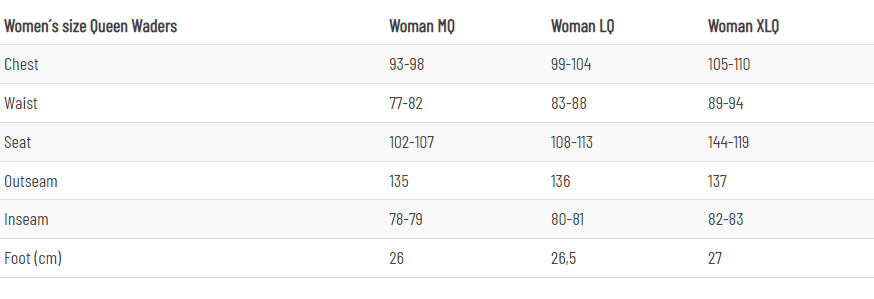 Women´s size Queen Waders Woman MQ Woman LQ Woman XLQ
Chest 93-98 99-104 105-110
Waist 77-82 83-88 89-94
Seat 102-107 108-113 144-119
Outseam 135 136 137
Inseam 78-79 80-81 82-83
Foot (cm) 26 26,5 27